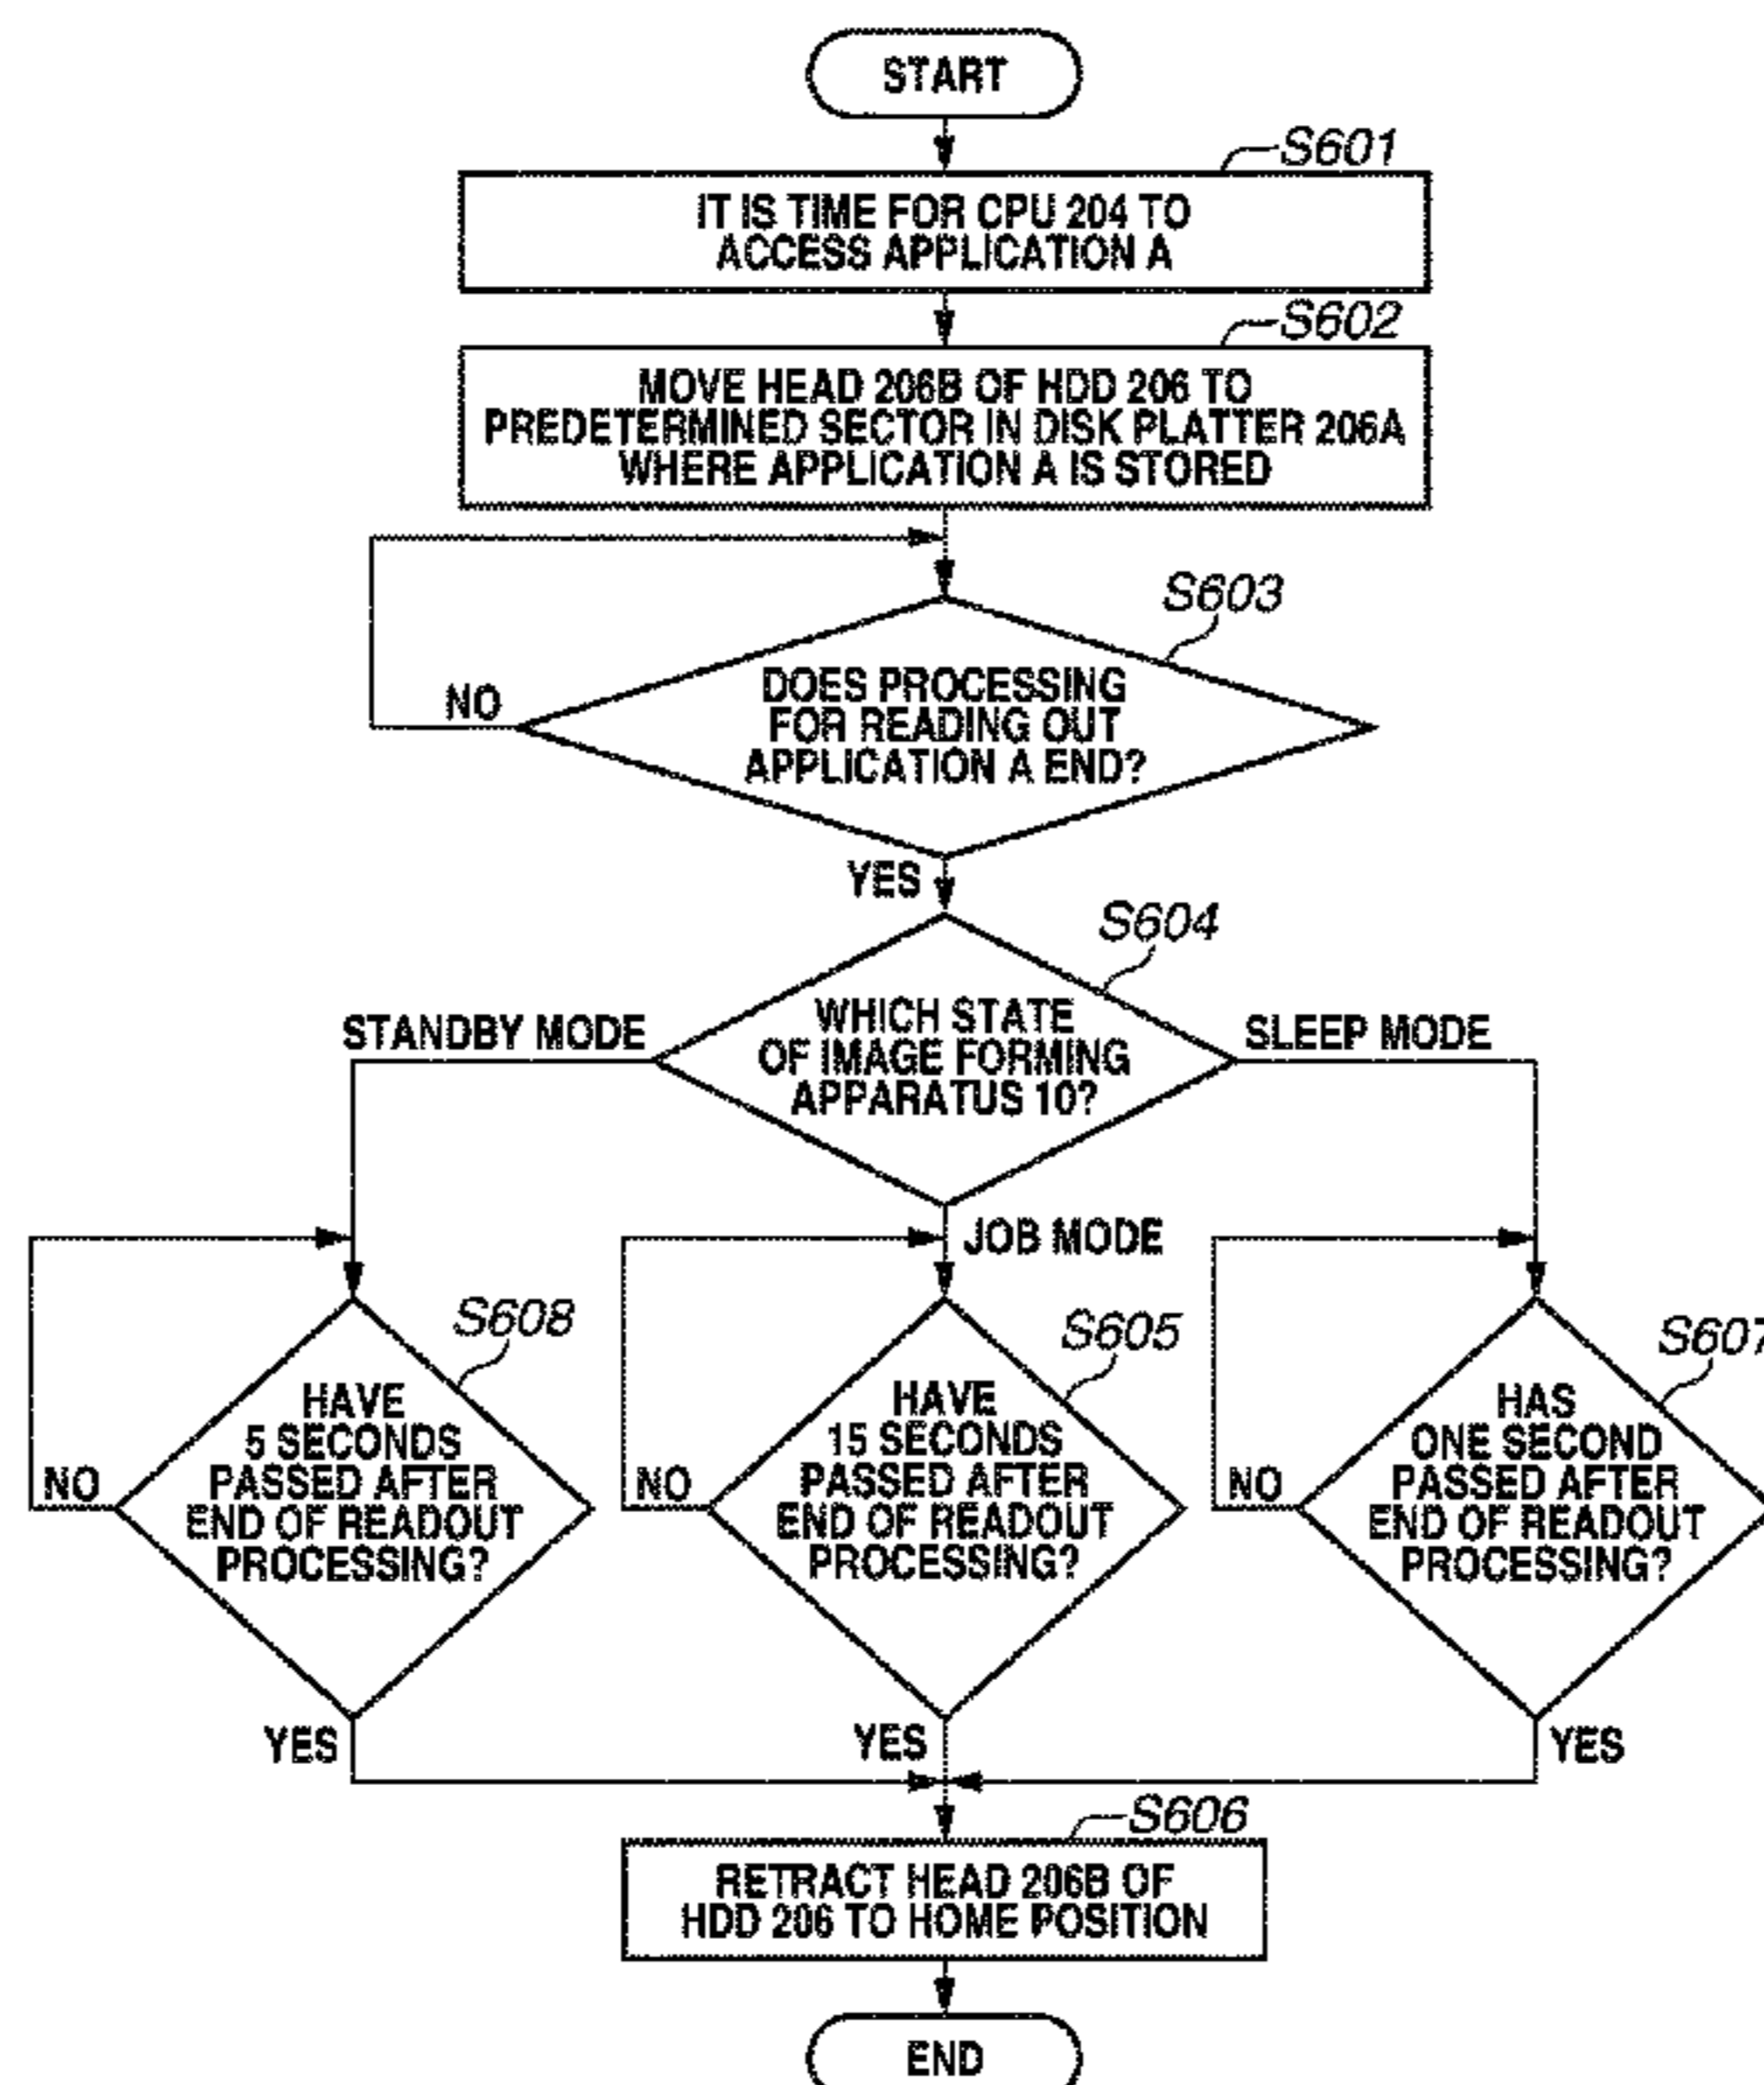 START
S601
IT IS TIME FOR CPU 204 TO
ACCESS APPLICATION A
S602
MOVE HEAD 206B OF HDD 206 TO
PREDETERMINED SECTOR IN DISK PLATTER 206A
WHERE APPLICATION A IS STORED
S603
DOES PROCESSING
FOR READING OUT
APPLICATION A END?
NO
YES
S604
WHICH STATE
OF IMAGE FORMING
APPARATUS 10?
STANDBY MODE
SLEEP MODE
JOB MODE
S608
HAVE
5 SECONDS
PASSED AFTER
END OF READOUT
PROCESSING?
NO
YES
S605
HAVE
15 SECONDS
PASSED AFTER
END OF READOUT
PROCESSING?
NO
YES
S607
HAS
ONE SECOND
PASSED AFTER
END OF READOUT
PROCESSING?
NO
YES
S606
RETRACT HEAD 206B OF
HDD 206 TO HOME POSITION
END